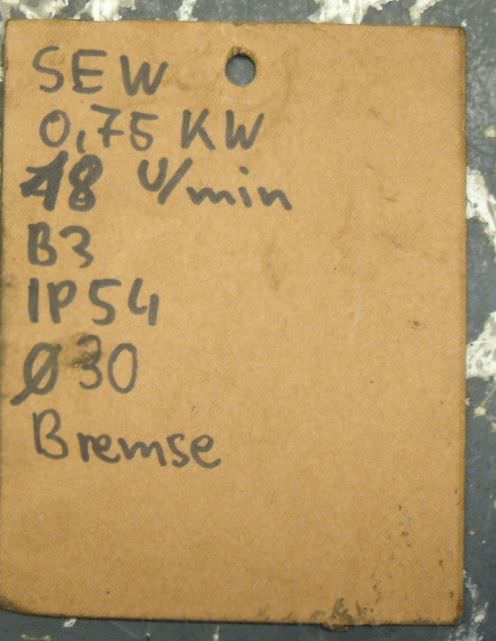 SEW
0,75 KW
18 U/min
B3
IP54
Ø30
Bremse